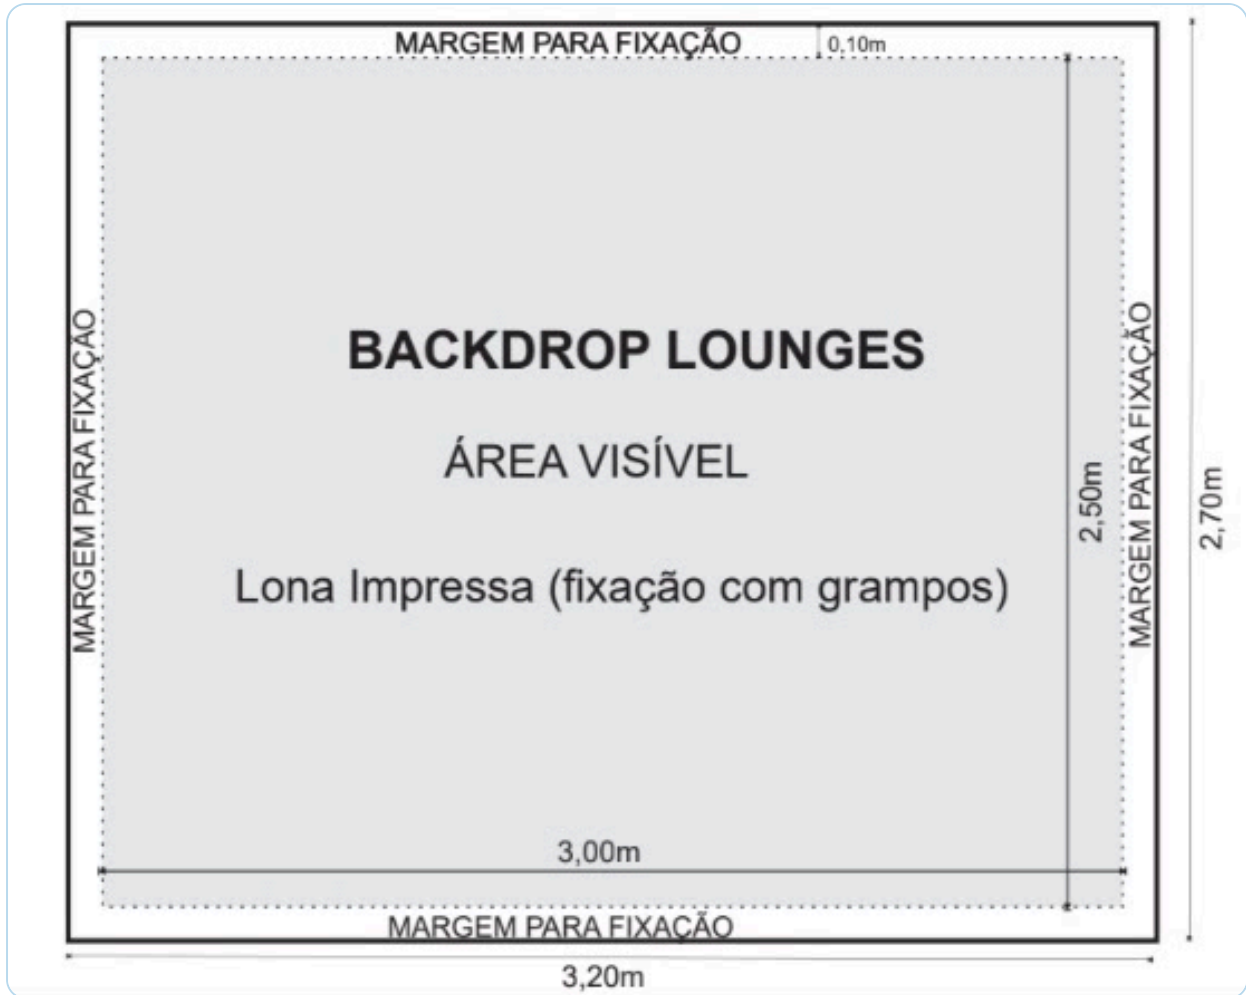 MARGEM PARA FIXAÇÃO
0,10m
MARGEM PARA FIXAÇÃO
BACKDROP LOUNGES
ÁREA VISÍVEL
Lona Impressa (fixação com grampos)
2,50m
MARGEM PARA FIXAÇÃO
2,70m
3,00m
MARGEM PARA FIXAÇÃO
3,20m